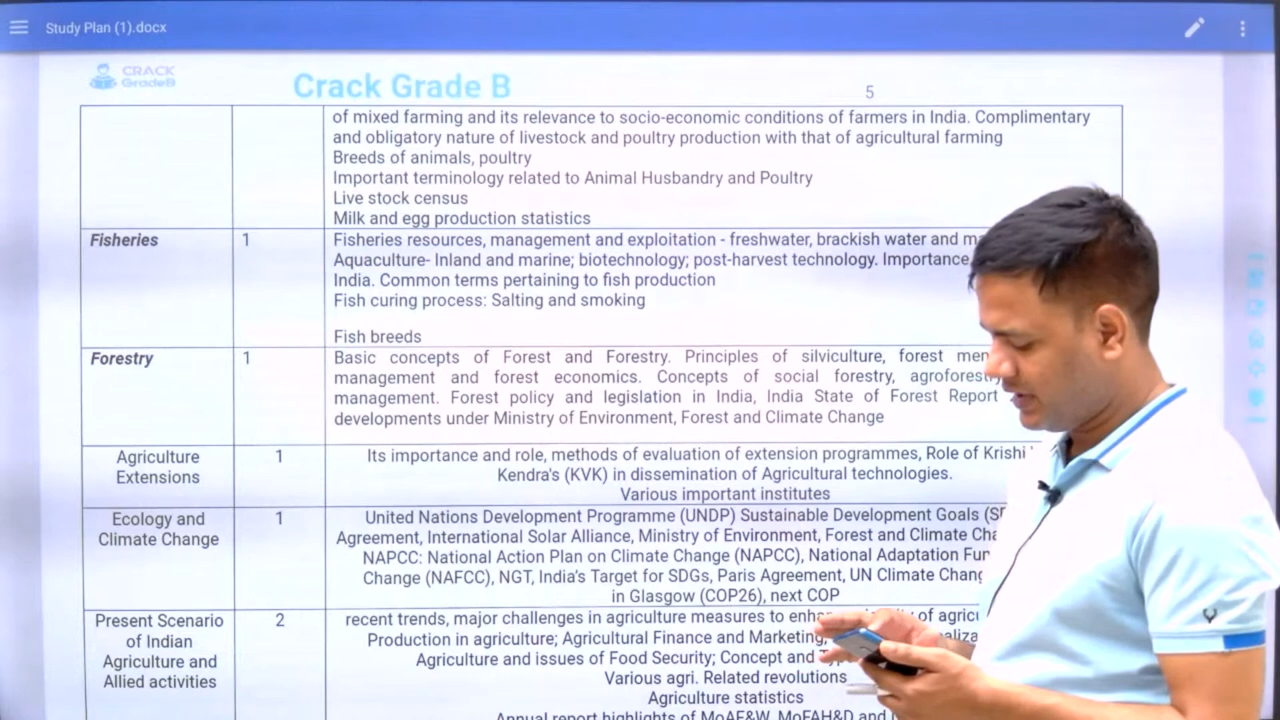 Study Plan (1).docx
CRACK
GradeB
Crack Grade B
5
of mixed farming and its relevance to socio-economic conditions of farmers in India. Complimentary
and obligatory nature of livestock and poultry production with that of agricultural farming
Breeds of animals, poultry
Important terminology related to Animal Husbandry and Poultry
Live stock census
Milk and egg production statistics
Fisheries
1
Fisheries resources, management and exploitation - freshwater, brackish water and
Aquaculture- Inland and marine; biotechnology; post-harvest technology. Importance
India. Common terms pertaining to fish production
Fish curing process: Salting and smoking
Fish breeds
Forestry
1
Basic concepts of Forest and Forestry. Principles of silviculture, forest
management and forest economics. Concepts of social forestry,
management. Forest policy and legislation in India, India State of Forest Report
developments under Ministry of Environment, Forest and Climate Change
Agriculture
Extensions
1
Its importance and role, methods of evaluation of extension programmes, Role of Krishi
Kendra's (KVK) in dissemination of Agricultural technologies.
Various important institutes
Ecology and
Climate Change
1
United Nations Development Programme (UNDP) Sustainable Development Goals
Agreement, International Solar Alliance, Ministry of Environment, Forest and Climate
NAPCC: National Action Plan on Climate Change (NAPCC), National Adaptation
Change (NAFCC), NGT, India's Target for SDGs, Paris Agreement, UN Climate
in Glasgow (COP26), next COP
Present Scenario
of Indian
Agriculture and
Allied activities
2
recent trends, major challenges in agriculture measures to of
Production in agriculture; Agricultural Finance and Marketing
Agriculture and issues of Food Security; Concept and
Various agri. Related revolutions
Agriculture statistics
Annual report highlights of MoAF&W, MoFAH&D and